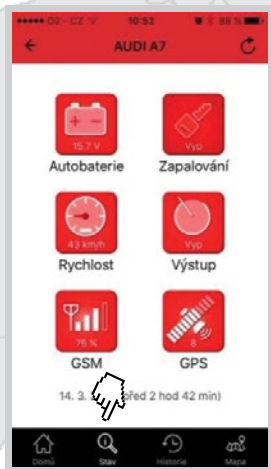 O2 - CZ 10:52 88 %
AUDI A7
15.7 V Vyp
Autobaterie Zapalování
43 km/h Vyp
Rychlost Výstup
75 % 8
GSM GPS
14. 3. před 2 hod 42 min)
Domů Stav Historie Mapa